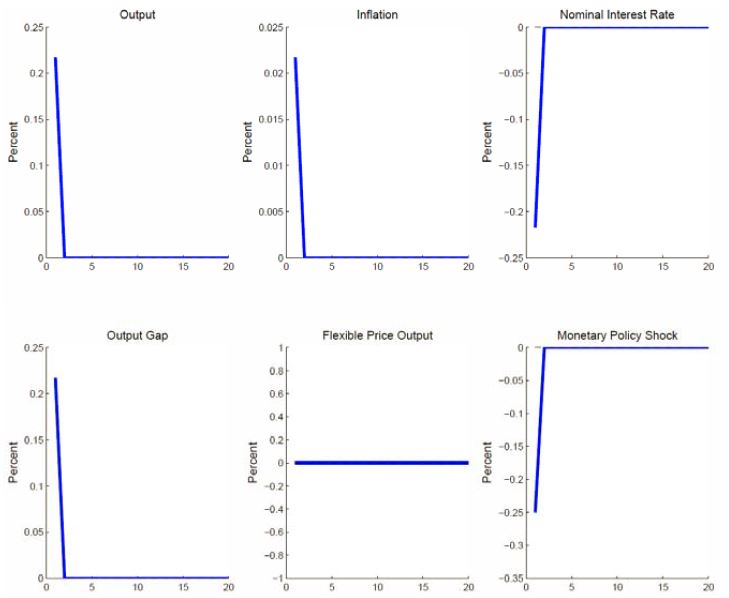 Output
Percent
0.25
0.2
0.15
0.1
0.05
0
0 5 10 15 20
Inflation
Percent
0.025
0.02
0.015
0.01
0.005
0
0 5 10 15 20
Nominal Interest Rate
Percent
0
−0.05
−0.1
−0.15
−0.2
−0.25
0 5 10 15 20
Output Gap
Percent
0.25
0.2
0.15
0.1
0.05
0
0 5 10 15 20
Flexible Price Output
Percent
1
0.8
0.6
0.4
0.2
0
−0.2
−0.4
−0.6
−0.8
−1
0 5 10 15 20
Monetary Policy Shock
Percent
0
−0.05
−0.1
−0.15
−0.2
−0.25
−0.3
−0.35
0 5 10 15 20